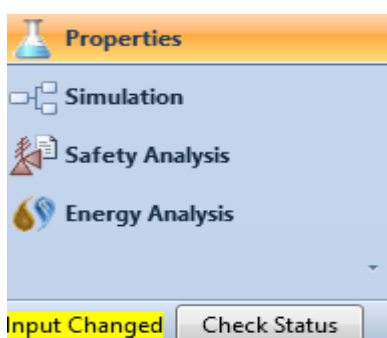 Properties
Simulation
Safety Analysis
Energy Analysis
Input Changed Check Status